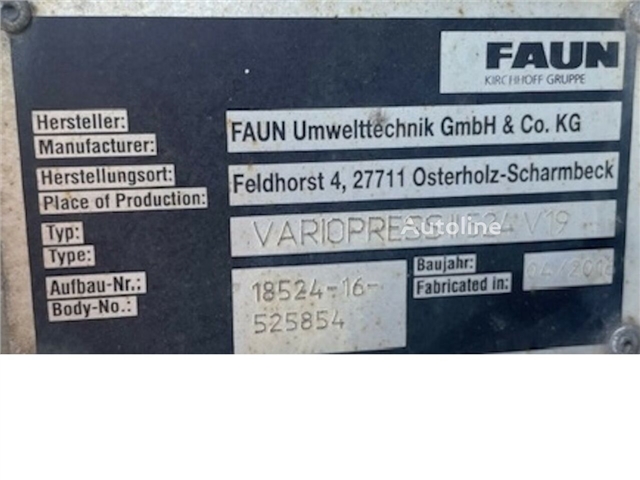 FAUN
KIRCHHOFF GRUPPE
Hersteller:
Manufacturer:
FAUN Umwelttechnik GmbH & Co. KG
Herstellungsort:
Place of Production:
Feldhorst 4, 27711 Osterholz-Scharmbeck
Typ:
Type:
VARIOPRESS V19
Autoline
Aufbau-Nr.:
Body-No.:
18524-16-
525854
Baujahr:
Fabricated in: